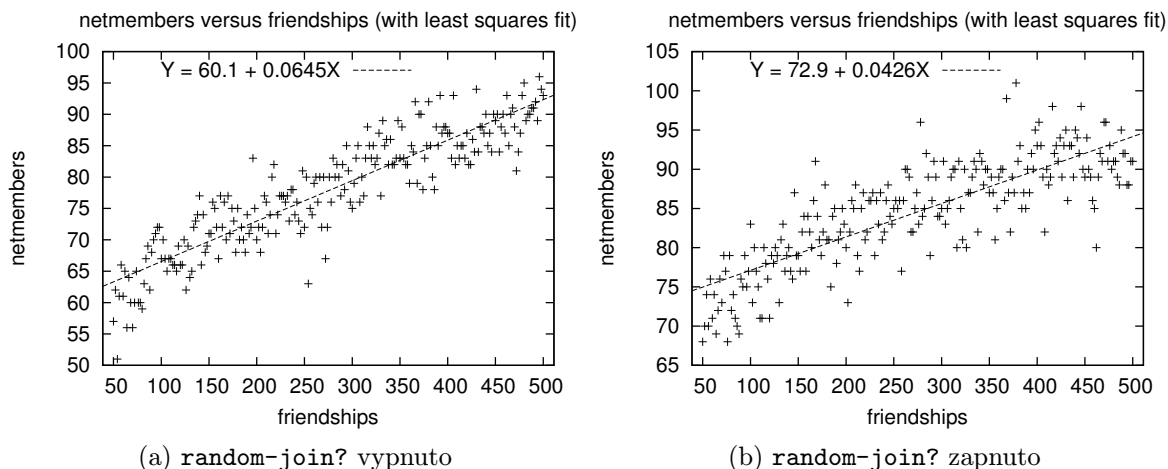 netmembers versus friendships (with least squares fit)
Y = 60.1 + 0.0645X
100
95
90
85
80
75
70
65
60
55
50
netmembers
50 100 150 200 250 300 350 400 450 500
friendships
(a) random-join? vypnuto
netmembers versus friendships (with least squares fit)
Y = 72.9 + 0.0426X
105
100
95
90
85
80
75
70
65
netmembers
50 100 150 200 250 300 350 400 450 500
friendships
(b) random-join? zapnuto